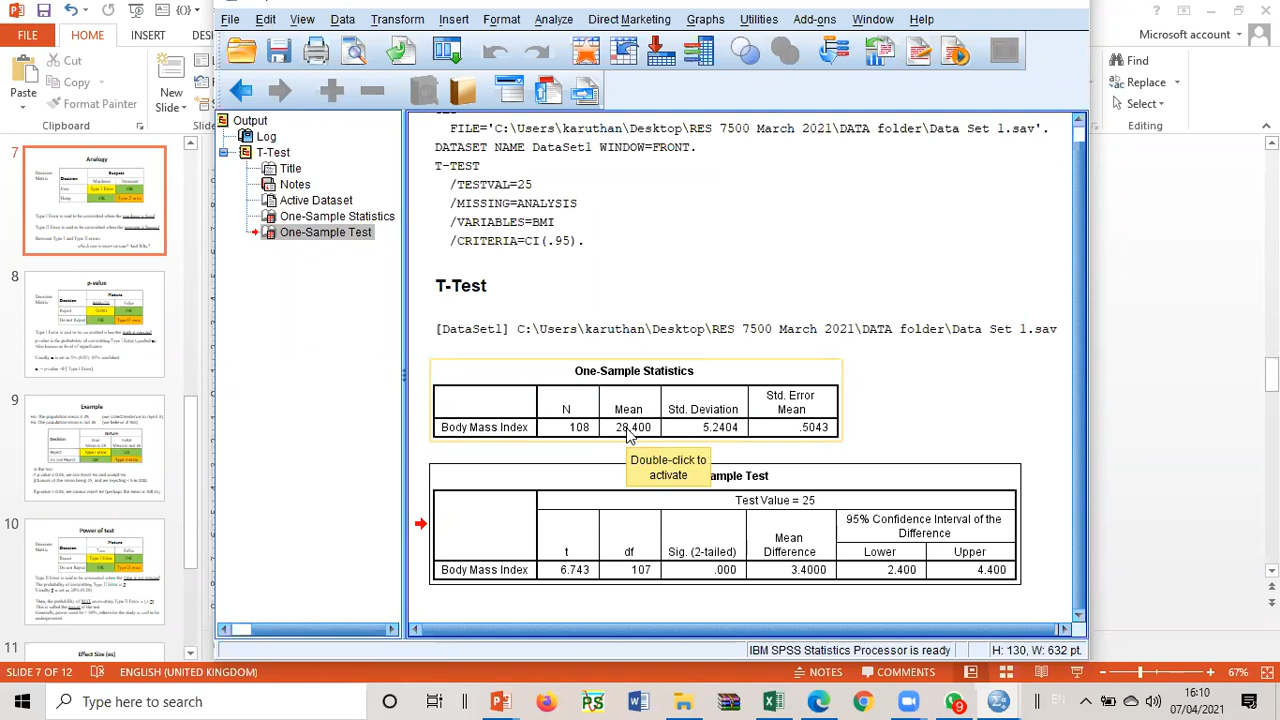 File Edit View Data Transform Insert Format Analyze Direct Marketing Graphs Utilities Add-ons Window Help
FILE HOME INSERT
Microsoft account
Cut
Copy
Format Painter
Paste
New
Slide
Clipboard
Find
Replace
Select
Editing
Output
Log
T-Test
Title
Notes
Active Dataset
One-Sample Statistics
One-Sample Test
FILE='C:\Users\karuthan\Desktop\RES 7500 March 2021\DATA folder\Data Set 1.sav'.
DATASET NAME DataSet1 WINDOW=FRONT.
T-TEST
/TESTVAL=25
/MISSING=ANALYSIS
/VARIABLES=BMI
/CRITERIA=CI(.95).
T-Test
[DataSet1] C:\Users\karuthan\Desktop\RES 7500 March 2021\DATA folder\Data Set 1.sav
One-Sample Statistics
N Mean Std. Deviation Std. Error Mean
Body Mass Index 108 5.2404
Double-click to
activate
Test Value = 25
t df Sig. (2-tailed) Mean Difference 95% Confidence Interval of the
Difference
Lower Upper
Body Mass Index 6.743 107 .000 3.4000 2.400 4.400
7
Analogy
8
p-value
9
Example
10
Power of test
11
Effect Size (es)
SLIDE 7 OF 12 ENGLISH (UNITED KINGDOM)
IBM SPSS Statistics Processor is ready H: 130, W: 632 pt.
NOTES COMMENTS 67%
Type here to search
ENG
16:10
07/04/2021